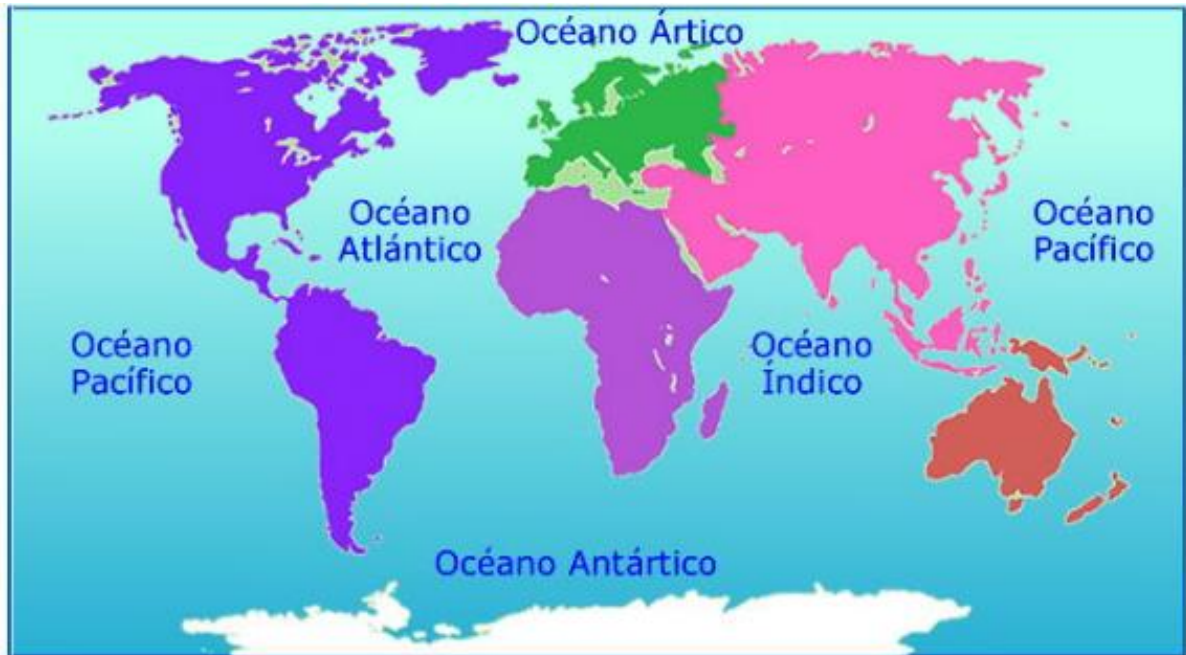 Océano Ártico
Océano
Atlántico
Océano
Pacífico
Océano
Pacífico
Océano
Índico
Océano Antártico